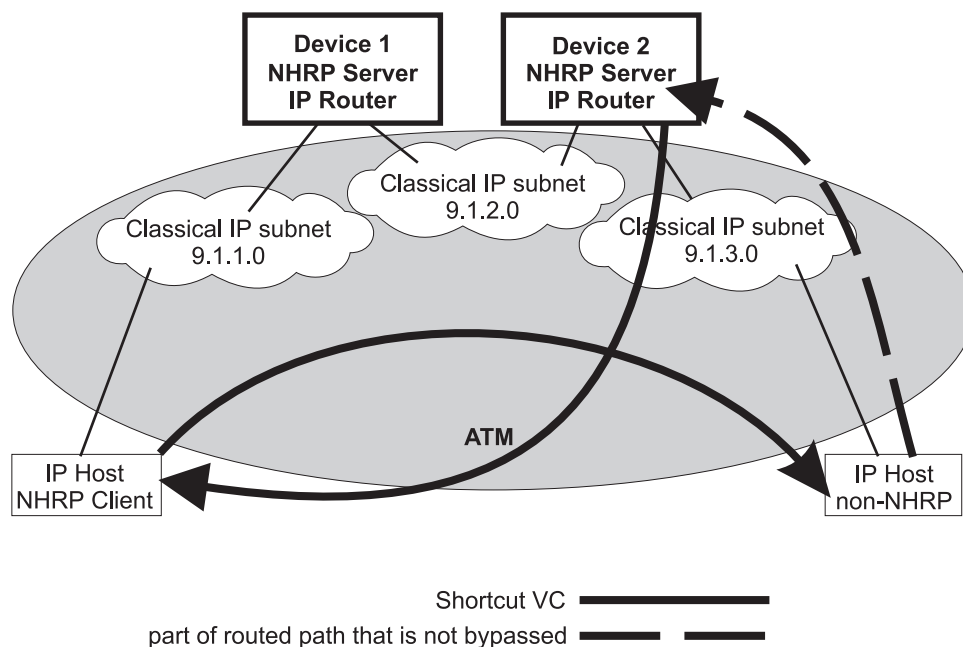 Device 1
NHRP Server
IP Router
Device 2
NHRP Server
IP Router
Classical IP subnet
9.1.1.0
Classical IP subnet
9.1.2.0
Classical IP subnet
9.1.3.0
ATM
IP Host
NHRP Client
IP Host
non-NHRP
Shortcut VC
part of routed path that is not bypassed